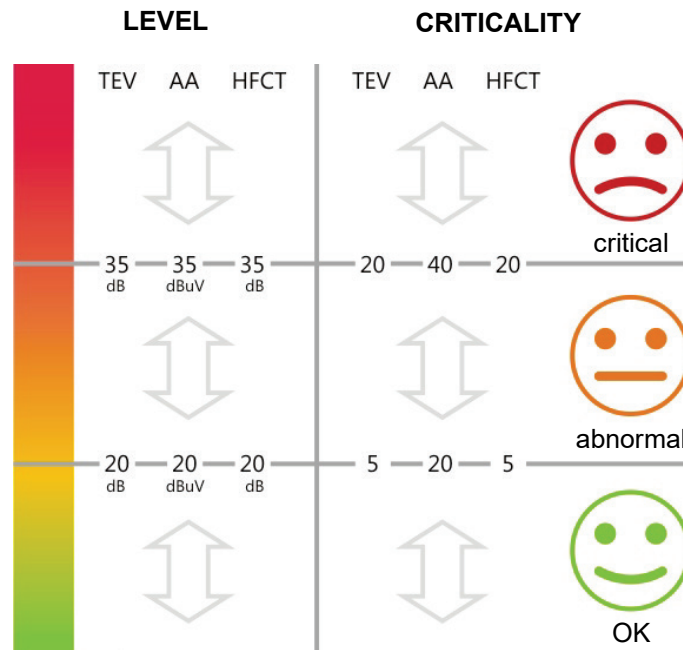 LEVEL CRITICALITY
TEV AA HFCT TEV AA HFCT
critical
35 35 35 20 40 20
dB dBuV dB
abnormal
20 20 20 5 20 5
dB dBuV dB
OK